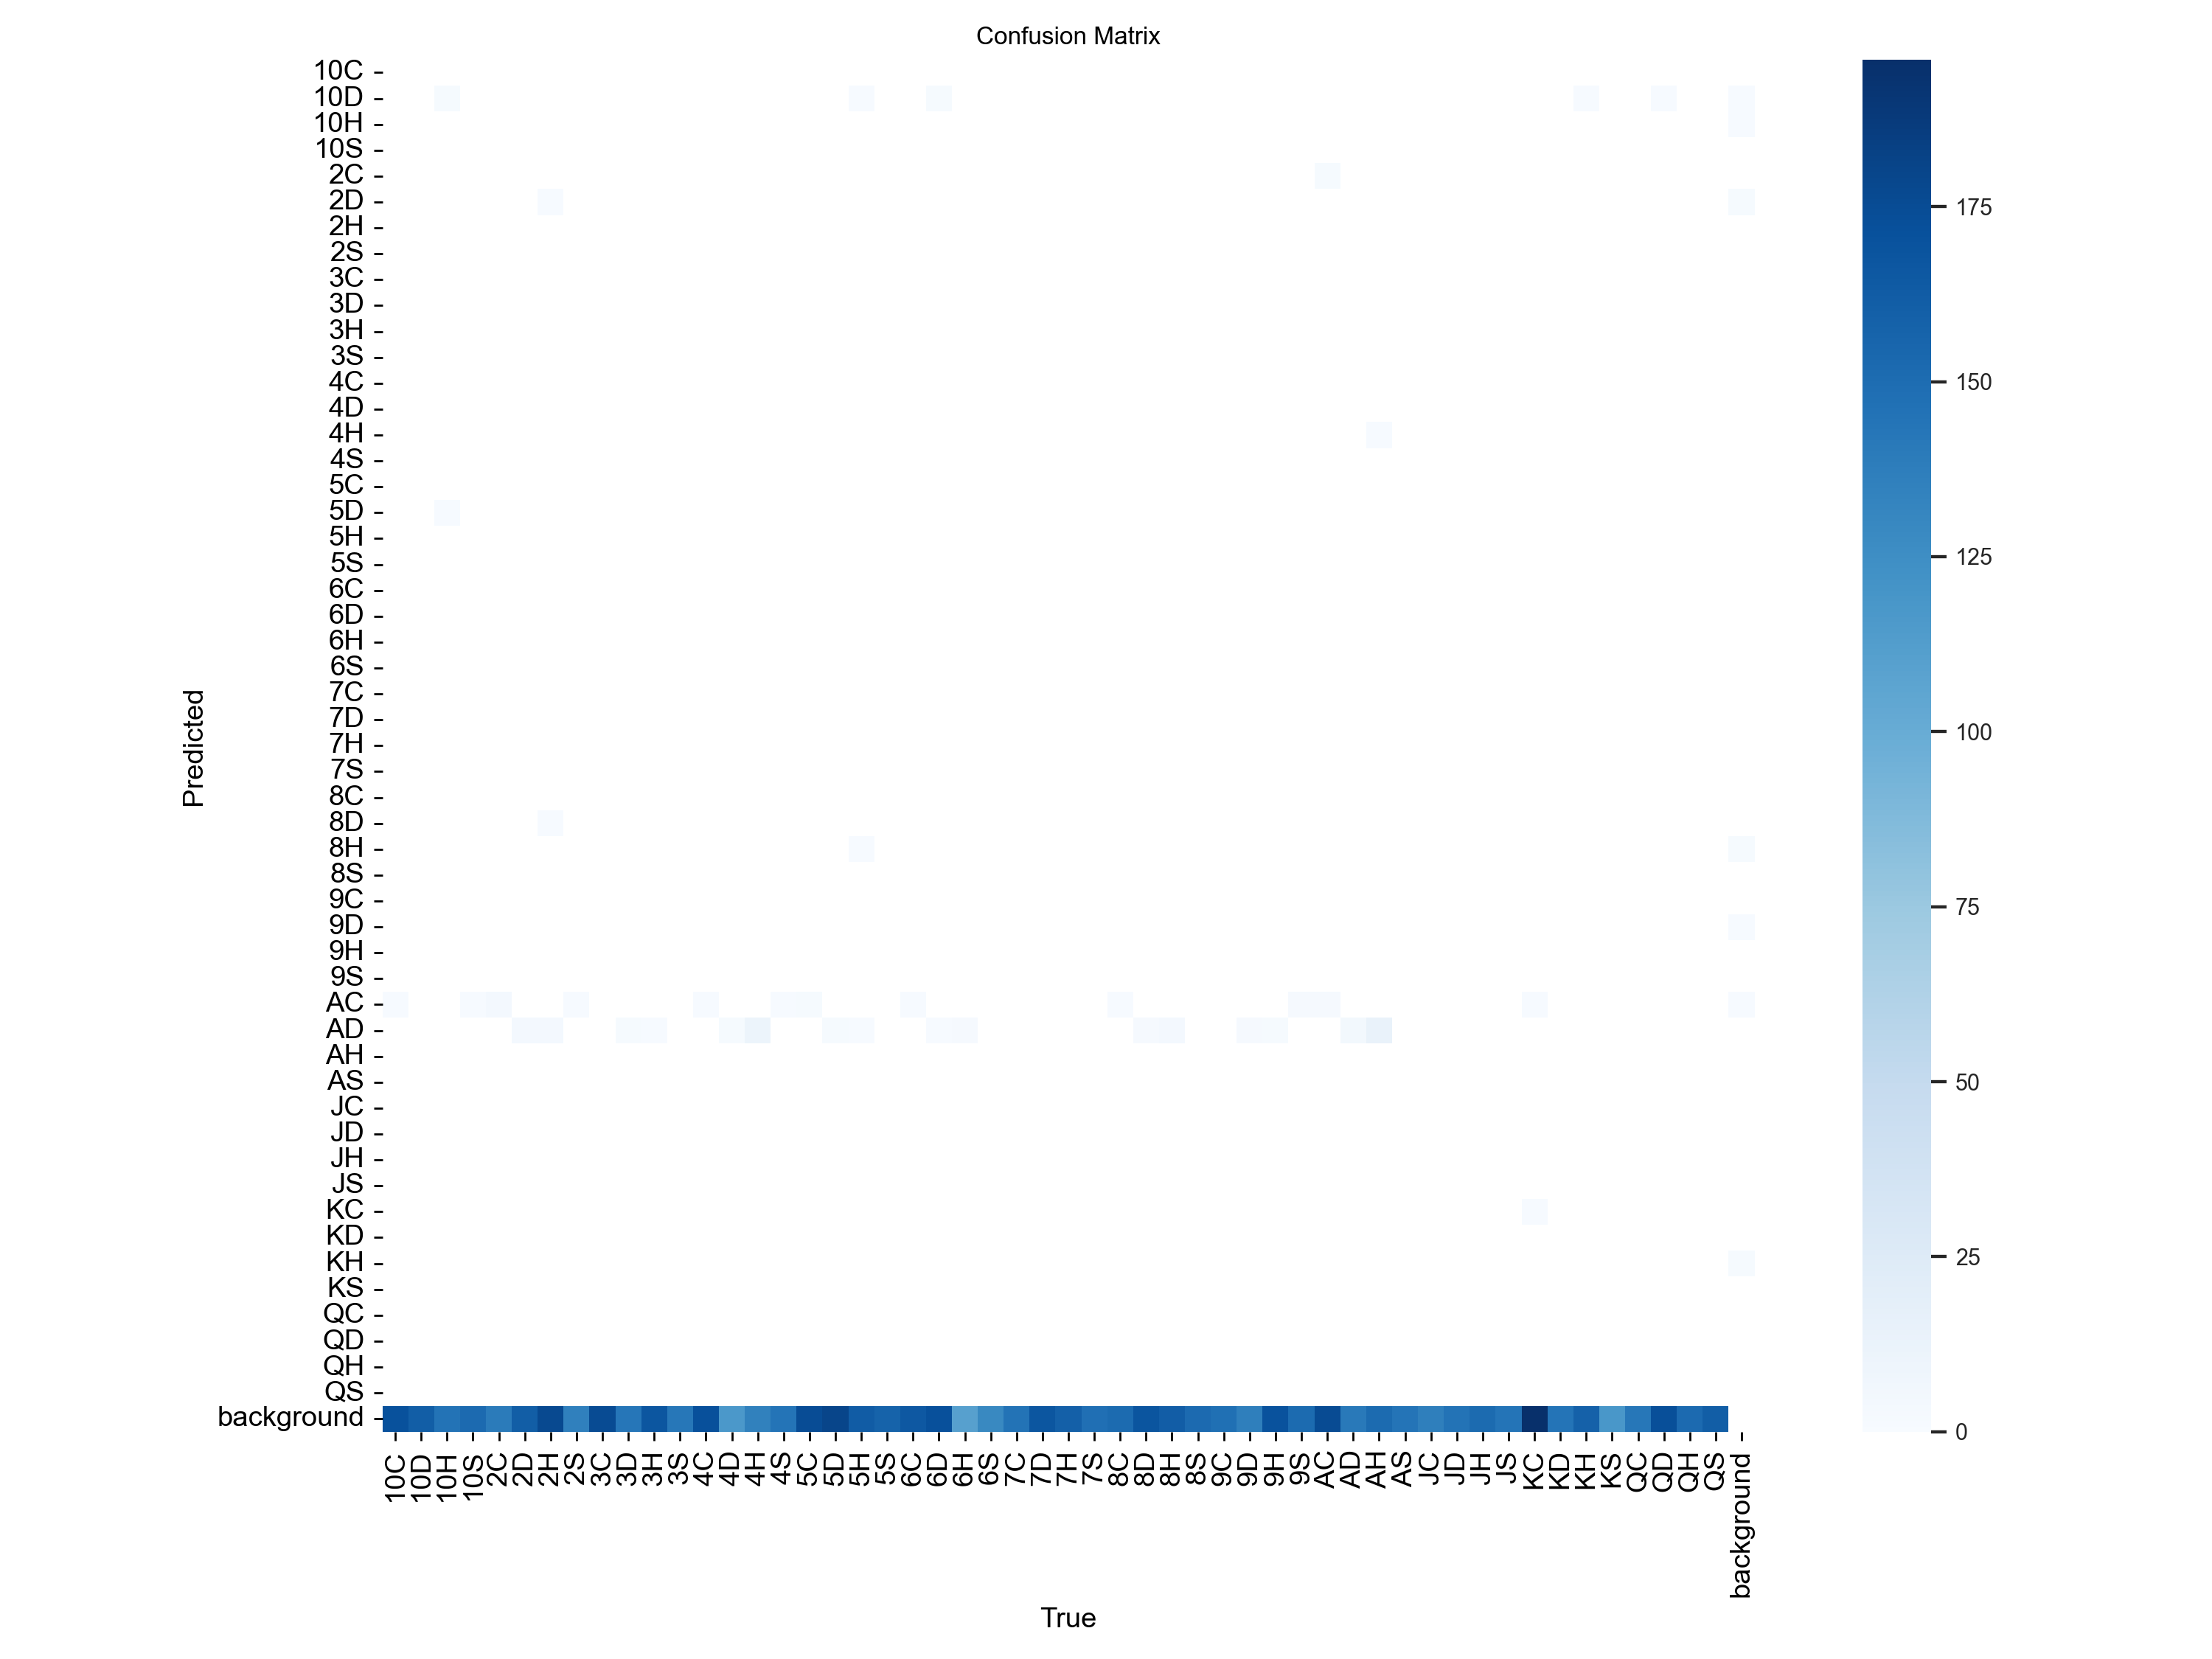 Confusion Matrix
10C
10D
10H
10S
2C
2D
2H
2S
3C
3D
3H
3S
4C
4D
4H
4S
5C
5D
5H
5S
6C
6D
6H
6S
7C
7D
7H
7S
8C
8D
8H
8S
9C
9D
9H
9S
AC
AD
AH
AS
JC
JD
JH
JS
KC
KD
KH
KS
QC
QD
QH
QS
background
Predicted
10C 10D 10H 10S 2C 2D 2H 2S 3C 3D 3H 3S 4C 4D 4H 4S 5C 5D 5H 5S 6C 6D 6H 6S 7C 7D 7H 7S 8C 8D 8H 8S 9C 9D 9H 9S AC AD AH AS JC JD JH JS KC KD KH KS QC QD QH QS background
True
175
150
125
100
75
50
25
0